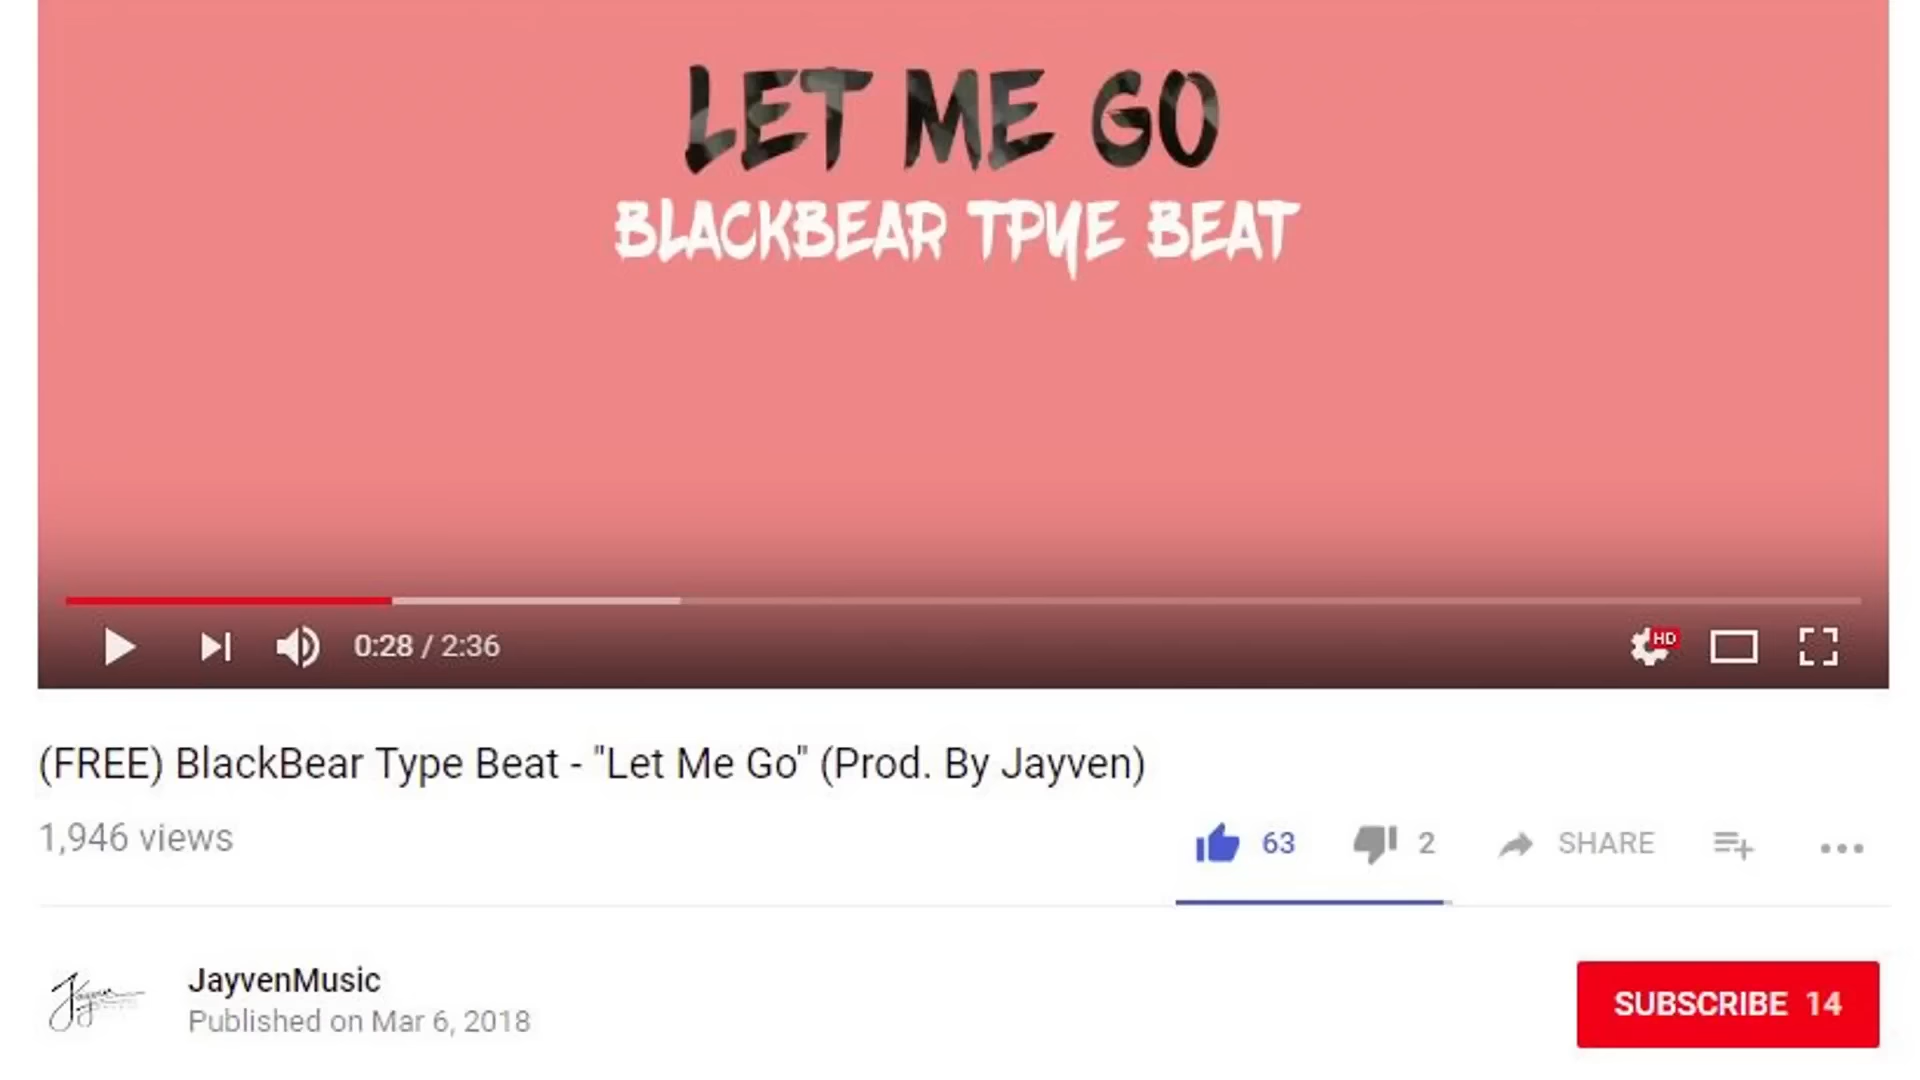 LET ME GO
BLACKBEAR TPYE BEAT
0:28 / 2:36
HD
(FREE) BlackBear Type Beat - "Let Me Go" (Prod. By Jayven)
1,946 views
63 2 SHARE
Jayven
JayvenMusic
Published on Mar 6, 2018
SUBSCRIBE 14